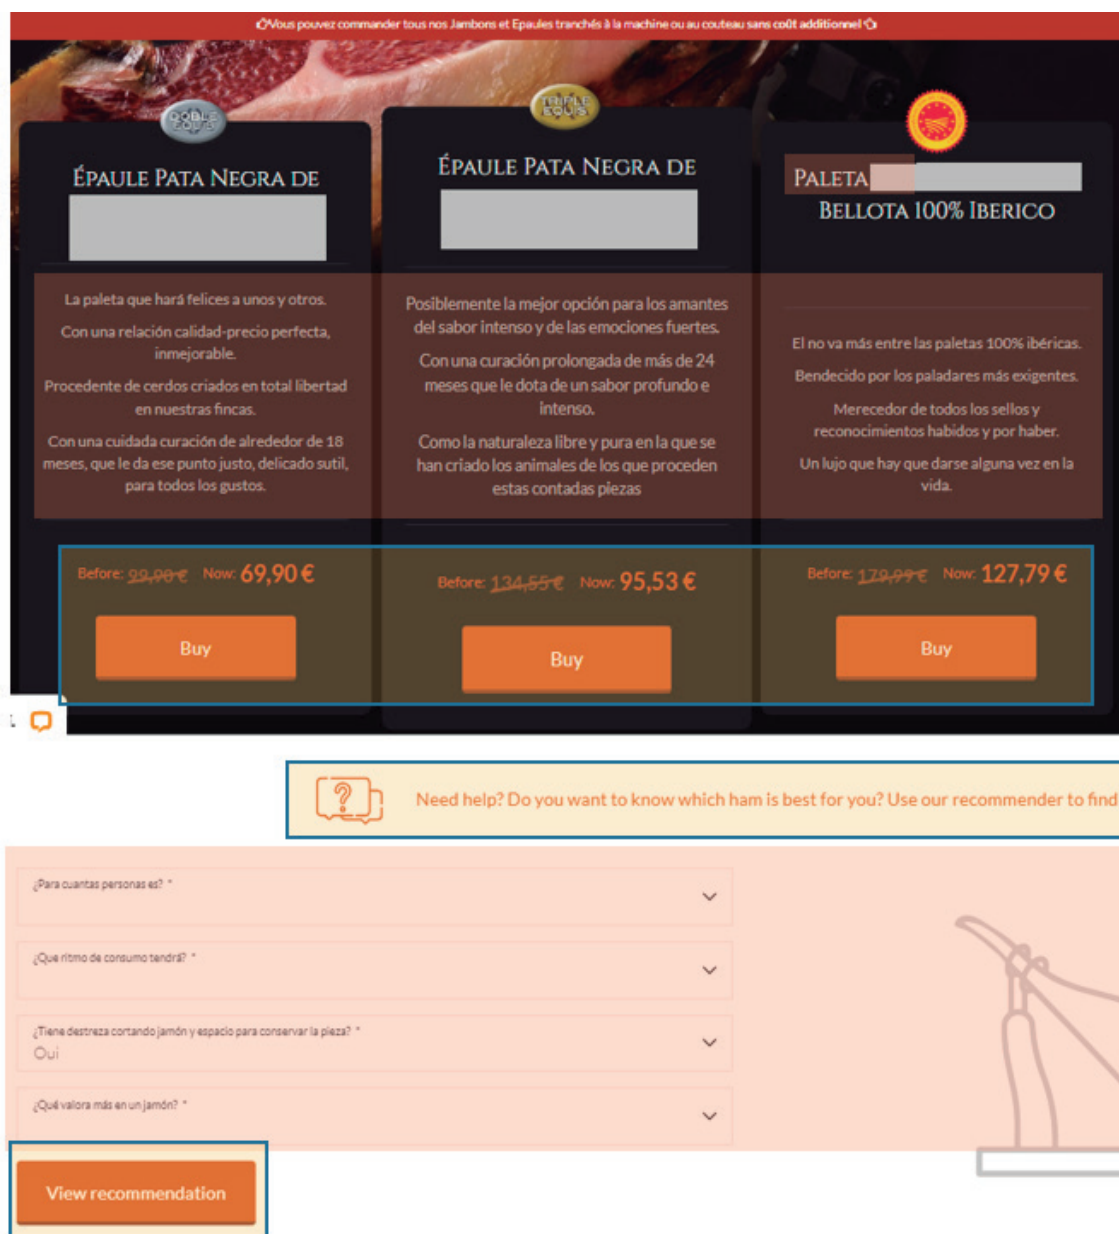 Vous pouvez commander tous nos Jambons et Epaules tranchés à la machine ou au couteau sans coût additionnel
DOBLE
EQUIS
ÉPAULE PATA NEGRA DE
La paleta que hará felices a unos y otros.
Con una relación calidad-precio perfecta,
inmejorable.
Procedente de cerdos criados en total libertad
en nuestras fincas.
Con una cuidada curación de alrededor de 18
meses, que le da ese punto justo, delicado sutil,
para todos los gustos.
Before: 99,90 € Now: 69,90 €
Buy
TRIPLE
EQUIS
ÉPAULE PATA NEGRA DE
Posiblemente la mejor opción para los amantes
del sabor intenso y de las emociones fuertes.
Con una curación prolongada de más de 24
meses que le dota de un sabor profundo e
intenso.
Como la naturaleza libre y pura en la que se
han criado los animales de los que proceden
estas contadas piezas
Before: 134,55 € Now: 95,53 €
Buy
PALETA
BELLOTA 100% IBERICO
El no va más entre las paletas 100% ibéricas.
Bendecido por los paladares más exigentes.
Merecedor de todos los sellos y
reconocimientos habidos y por haber.
Un lujo que hay que darse alguna vez en la
vida.
Before: 179,99 € Now: 127,79 €
Buy
Need help? Do you want to know which ham is best for you? Use our recommender to find
¿Para cuantas personas es? *
¿Que ritmo de consumo tendrá? *
¿Tiene destreza cortando jamón y espacio para conservar la pieza? *
Oui
¿Qué valora más en un jamón? *
View recommendation